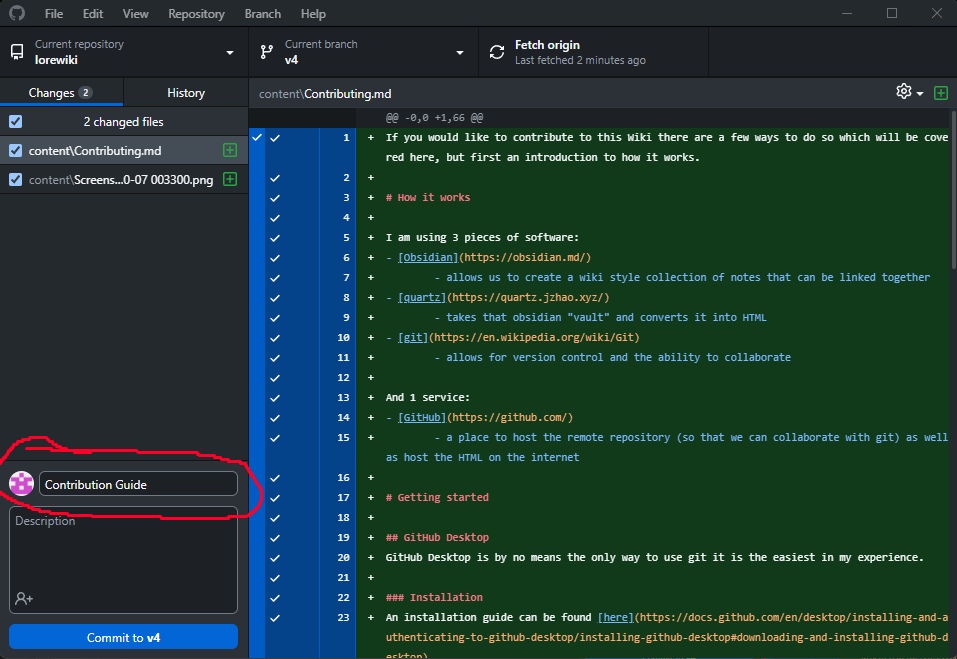 File Edit View Repository Branch Help
Current repository
lorewiki
Current branch
v4
Fetch origin
Last fetched 2 minutes ago
Changes 2
History
2 changed files
content\Contributing.md
content\Screens...0-07 003300.png
Contribution Guide
Description
Commit to v4
content\Contributing.md
@@ -0,0 +1,66 @@
1 + If you would like to contribute to this Wiki there are a few ways to do so which will be cove
red here, but first an introduction to how it works.
2 +
3 + # How it works
4 +
5 + I am using 3 pieces of software:
6 + - [Obsidian](https://obsidian.md/)
7 + - allows us to create a wiki style collection of notes that can be linked together
8 + - [quartz](https://quartz.jzhao.xyz/)
9 + - takes that obsidian "vault" and converts it into HTML
10 + - [git](https://en.wikipedia.org/wiki/Git)
11 + - allows for version control and the ability to collaborate
12 +
13 + And 1 service:
14 + - [GitHub](https://github.com/)
15 + - a place to host the remote repository (so that we can collaborate with git) as well
as host the HTML on the internet
16 +
17 + # Getting started
18 +
19 + ## GitHub Desktop
20 + GitHub Desktop is by no means the only way to use git it is the easiest in my experience.
21 +
22 + ### Installation
23 + An installation guide can be found [here](https://docs.github.com/en/desktop/installing-and-a
uthenticating-to-github-desktop/installing-github-desktop#downloading-and-installing-github-d
esktop)